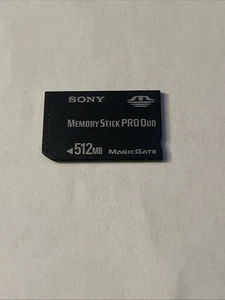 SONY
MEMORY STICK PRO DUO
512MB MAGICGATE